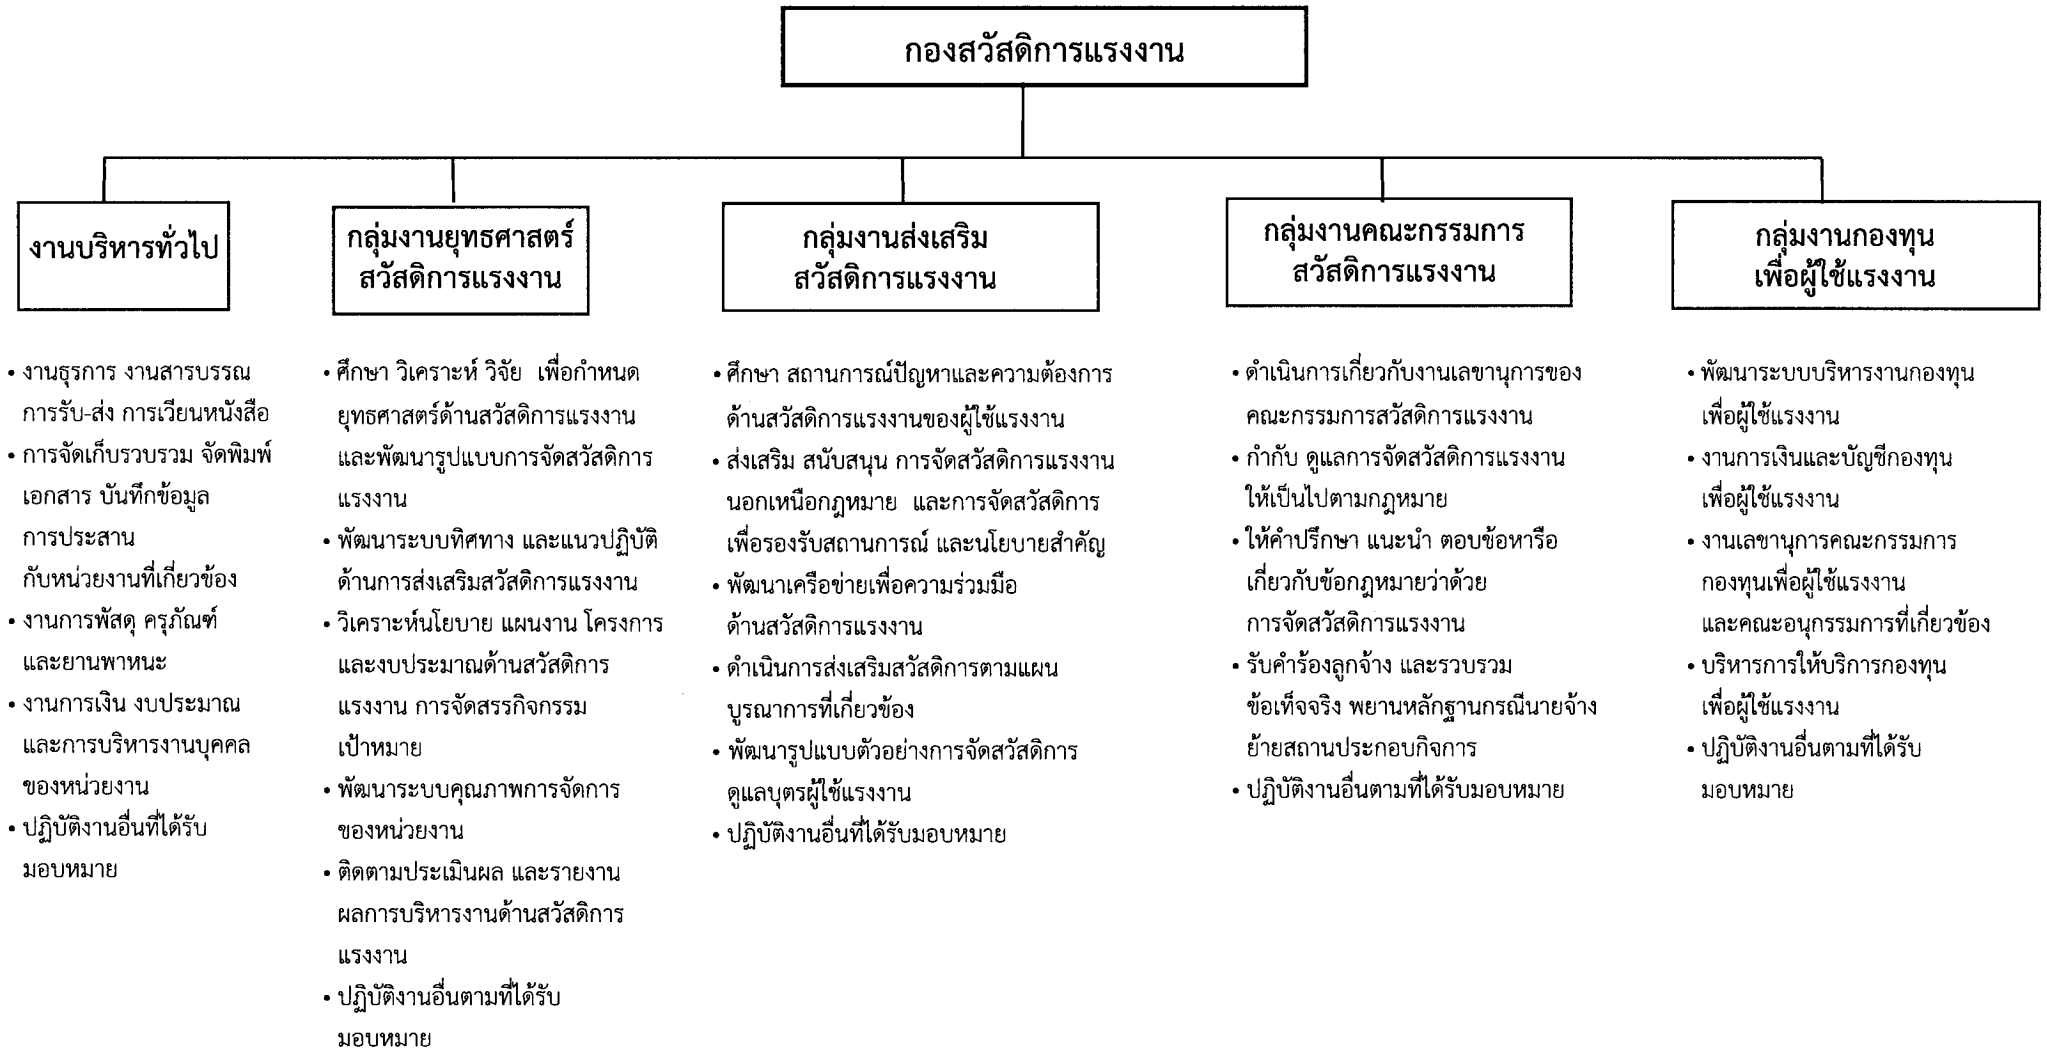 กองสวัสดิการแรงงาน
งานบริหารทั่วไป
• งานธุรการ งานสารบรรณ
การรับ-ส่ง การเวียนหนังสือ
• การจัดเก็บรวบรวม จัดพิมพ์
เอกสาร บันทึกข้อมูล
การประสาน
กับหน่วยงานที่เกี่ยวข้อง
• งานการพัสดุ ครุภัณฑ์
และยานพาหนะ
• งานการเงิน งบประมาณ
และการบริหารงานบุคคล
ของหน่วยงาน
• ปฏิบัติงานอื่นที่ได้รับ
มอบหมาย
กลุ่มงานยุทธศาสตร์
สวัสดิการแรงงาน
• ศึกษา วิเคราะห์ วิจัย เพื่อกำหนด
ยุทธศาสตร์ด้านสวัสดิการแรงงาน
และพัฒนารูปแบบการจัดสวัสดิการ
แรงงาน
• พัฒนาระบบทิศทาง และแนวปฏิบัติ
ด้านการส่งเสริมสวัสดิการแรงงาน
• วิเคราะห์นโยบาย แผนงาน โครงการ
และงบประมาณด้านสวัสดิการ
แรงงาน การจัดสรรกิจกรรม
เป้าหมาย
• พัฒนาระบบคุณภาพการจัดการ
ของหน่วยงาน
• ติดตามประเมินผล และรายงาน
ผลการบริหารงานด้านสวัสดิการ
แรงงาน
• ปฏิบัติงานอื่นตามที่ได้รับ
มอบหมาย
กลุ่มงานส่งเสริม
สวัสดิการแรงงาน
• ศึกษา สถานการณ์ปัญหาและความต้องการ
ด้านสวัสดิการแรงงานของผู้ใช้แรงงาน
• ส่งเสริม สนับสนุน การจัดสวัสดิการแรงงาน
นอกเหนือกฎหมาย และการจัดสวัสดิการ
เพื่อรองรับสถานการณ์ และนโยบายสำคัญ
• พัฒนาเครือข่ายเพื่อความร่วมมือ
ด้านสวัสดิการแรงงาน
• ดำเนินการส่งเสริมสวัสดิการตามแผน
บูรณาการที่เกี่ยวข้อง
• พัฒนารูปแบบตัวอย่างการจัดสวัสดิการ
ดูแลบุตรผู้ใช้แรงงาน
• ปฏิบัติงานอื่นที่ได้รับมอบหมาย
กลุ่มงานคณะกรรมการ
สวัสดิการแรงงาน
• ดำเนินการเกี่ยวกับงานเลขานุการของ
คณะกรรมการสวัสดิการแรงงาน
• กำกับ ดูแลการจัดสวัสดิการแรงงาน
ให้เป็นไปตามกฎหมาย
• ให้คำปรึกษา แนะนำ ตอบข้อหารือ
เกี่ยวกับข้อกฎหมายว่าด้วย
การจัดสวัสดิการแรงงาน
• รับคำร้องลูกจ้าง และรวบรวม
ข้อเท็จจริง พยานหลักฐานกรณีนายจ้าง
ย้ายสถานประกอบกิจการ
• ปฏิบัติงานอื่นตามที่ได้รับมอบหมาย
กลุ่มงานกองทุน
เพื่อผู้ใช้แรงงาน
• พัฒนาระบบบริหารงานกองทุน
เพื่อผู้ใช้แรงงาน
• งานการเงินและบัญชีกองทุน
เพื่อผู้ใช้แรงงาน
• งานเลขานุการคณะกรรมการ
กองทุนเพื่อผู้ใช้แรงงาน
และคณะอนุกรรมการที่เกี่ยวข้อง
• บริหารการให้บริการกองทุน
เพื่อผู้ใช้แรงงาน
• ปฏิบัติงานอื่นตามที่ได้รับ
มอบหมาย